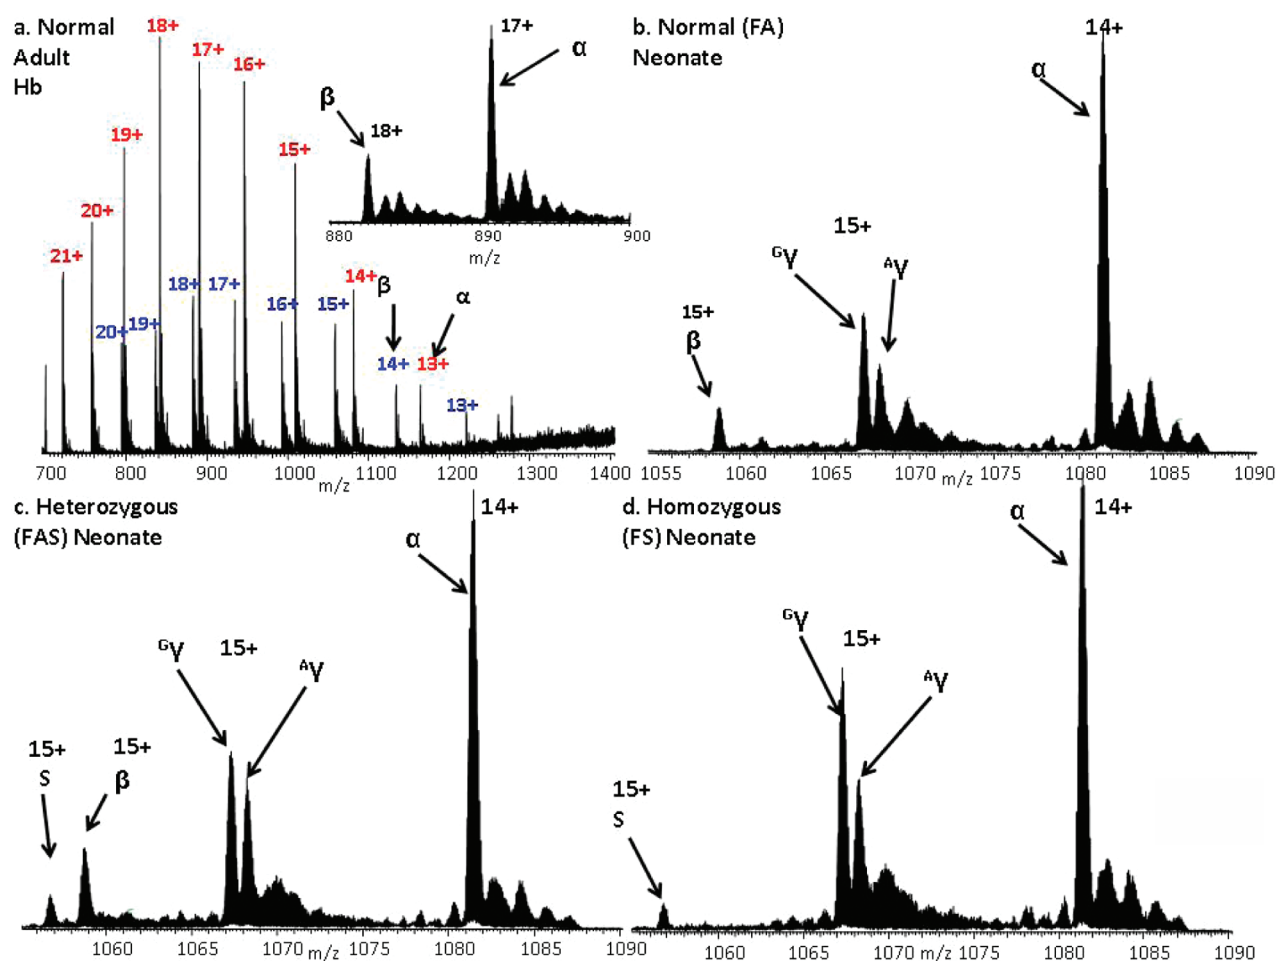 a. Normal
Adult
Hb
18+
17+
16+
19+
15+
20+
21+
14+
13+
18+
17+
16+
15+
20+
19+
14+
13+
β
α
β
18+
17+
α
880
890
900
m/z
700
800
900
1000
1100
1200
1300
1400
m/z
b. Normal (FA)
Neonate
14+
α
15+
Gγ
Aγ
15+
β
1055
1060
1065
1070
m/z
1075
1080
1085
1090
c. Heterozygous
(FAS) Neonate
14+
α
Gγ
15+
Aγ
15+
S
15+
β
1060
1065
1070
m/z
1075
1080
1085
1090
d. Homozygous
(FS) Neonate
α
14+
Gγ
15+
Aγ
15+
S
1060
1065
1070
m/z
1075
1080
1085
1090